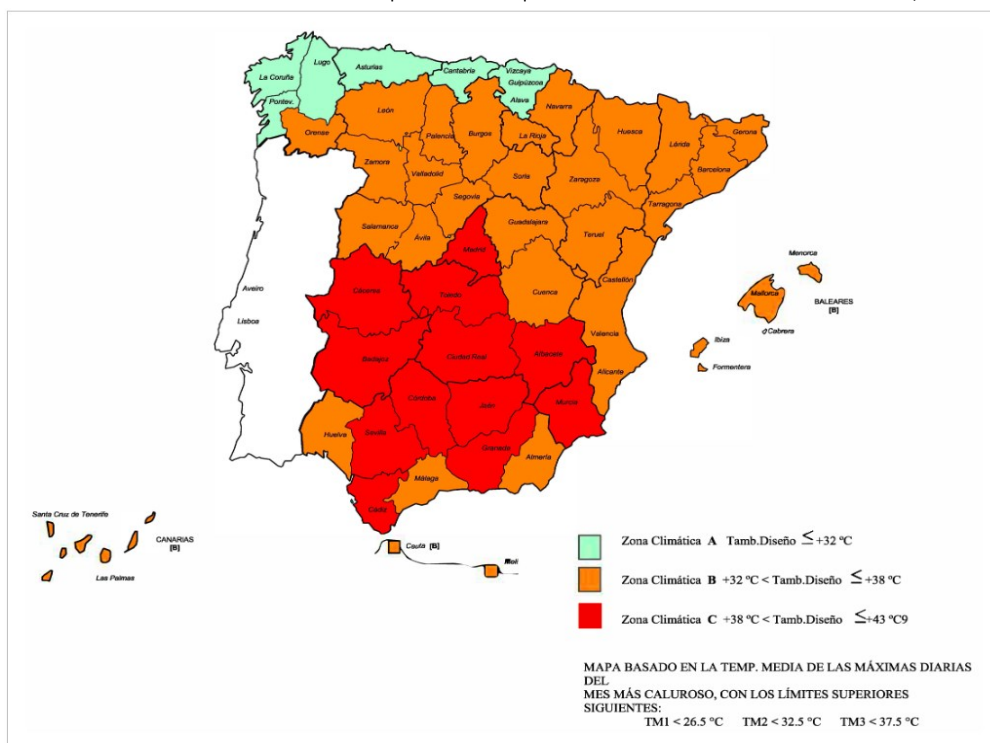 Lugo
La Coruña
Asturias
Cantabria
Vizcaya
Guipúzcoa
Alava
Pontev.
Orense
León
Palencia
Burgos
La Rioja
Navarra
Huesca
Lérida
Gerona
Barcelona
Zamora
Valladolid
Soria
Zaragoza
Tarragona
Segovia
Salamanca
Ávila
Guadalajara
Teruel
Madrid
Castellón
Menorca
Mallorca
BALEARES
[B]
Cabrera
Aveiro
Lisboa
Cáceres
Toledo
Cuenca
Valencia
Ibiza
Formentera
Badajoz
Ciudad Real
Albacete
Alicante
Córdoba
Jaén
Murcia
Huelva
Sevilla
Granada
Almería
Málaga
Cádiz
Santa Cruz de Tenerife
CANARIAS
[B]
Las Palmas
Ceuta [B]
Zona Climática A Tamb.Diseño ≤ +32 ºC
Zona Climática B +32 ºC < Tamb.Diseño ≤ +38 ºC
Zona Climática C +38 ºC < Tamb.Diseño ≤+43 ºC9
MAPA BASADO EN LA TEMP. MEDIA DE LAS MÁXIMAS DIARIAS
DEL
MES MÁS CALUROSO, CON LOS LÍMITES SUPERIORES
SIGUIENTES:
TM1 < 26.5 ºC TM2 < 32.5 ºC TM3 < 37.5 ºC